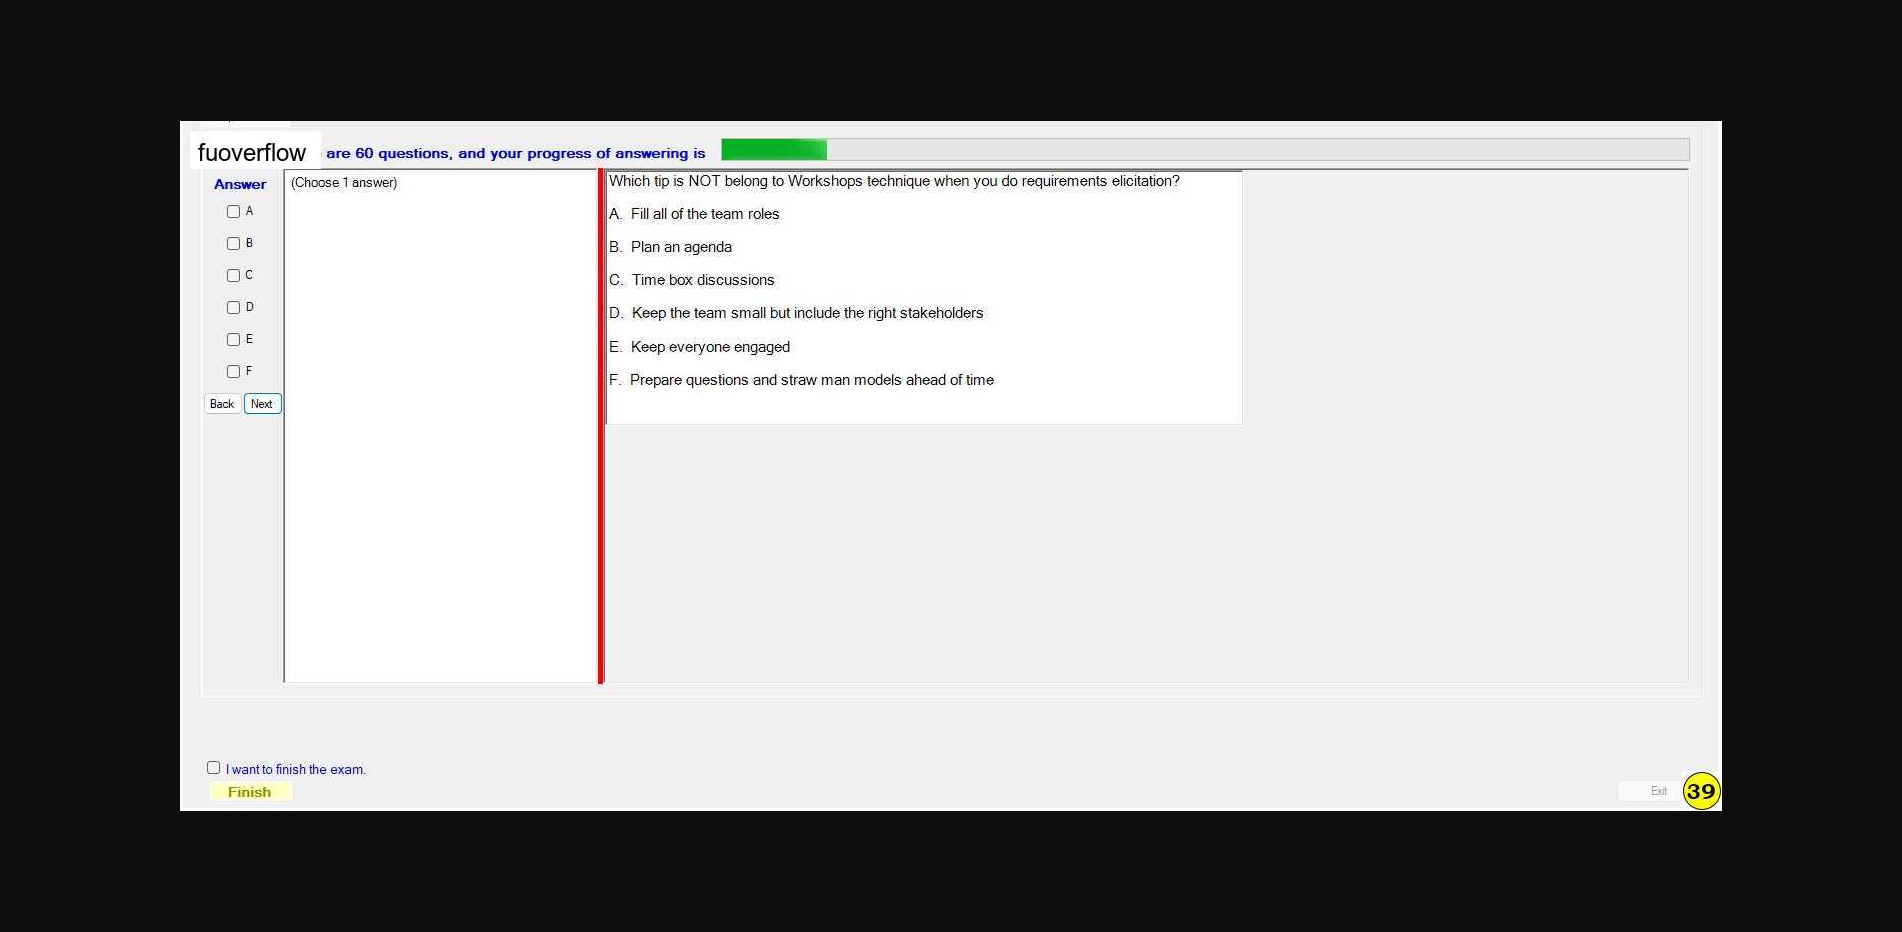 fuoverflow are 60 questions, and your progress of answering is
Answer
(Choose 1 answer)
A
B
C
D
E
F
Back Next
Which tip is NOT belong to Workshops technique when you do requirements elicitation?
A. Fill all of the team roles
B. Plan an agenda
C. Time box discussions
D. Keep the team small but include the right stakeholders
E. Keep everyone engaged
F. Prepare questions and straw man models ahead of time
I want to finish the exam.
Finish
Exit
39